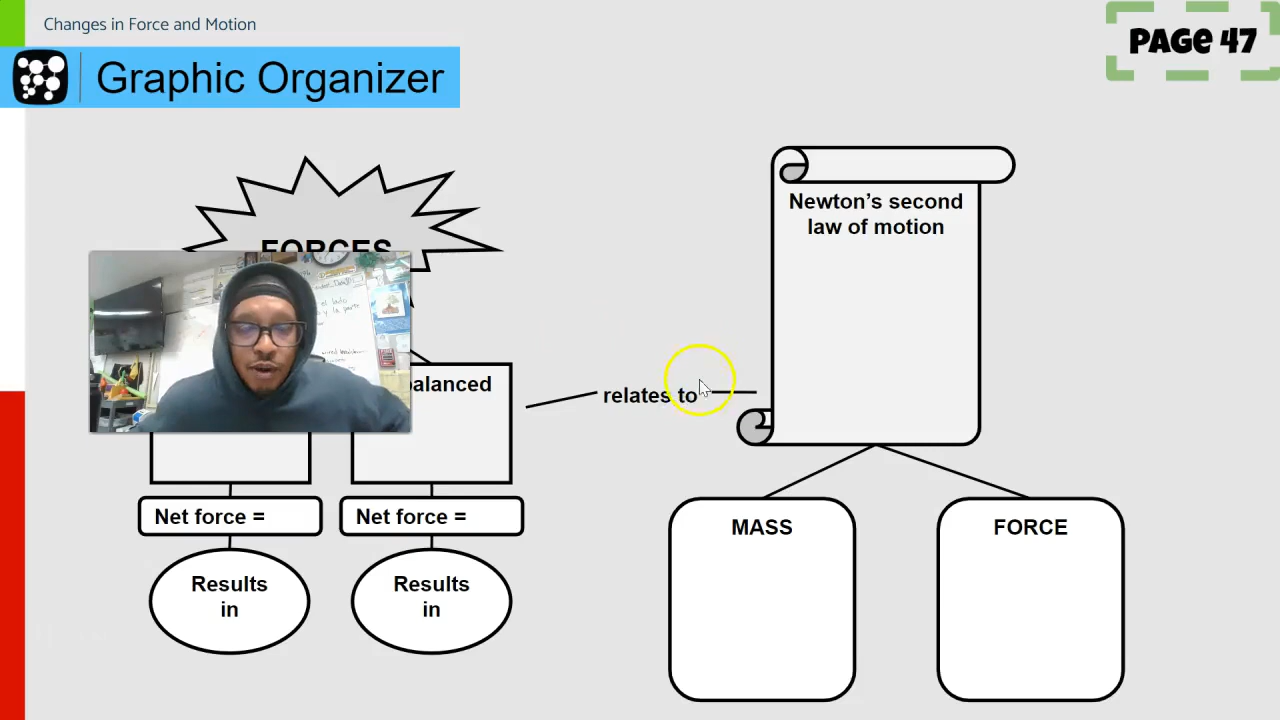 Changes in Force and Motion
PAGE 47
Graphic Organizer
FORCES
balanced
Net force =
Net force =
Results
in
Results
in
relates to
Newton's second
law of motion
MASS
FORCE